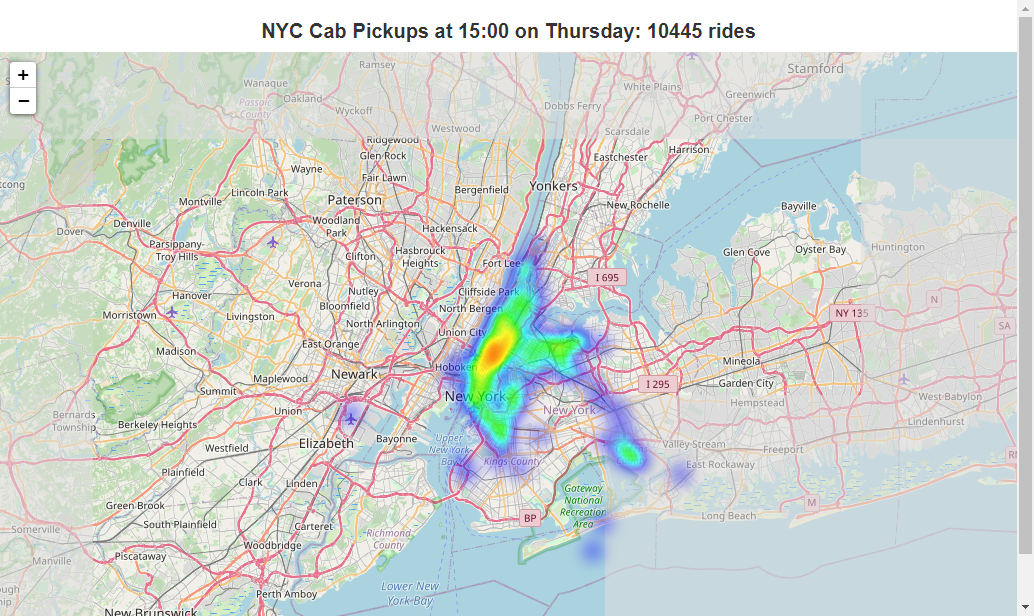 NYC Cab Pickups at 15:00 on Thursday: 10445 rides
+
−
Ramsey
Stamford
Wanaque
White Plains
Greenwich
Oakland
Passaic
County
Wyckoff
Dobbs Ferry
Port Chester
Westwood
Scarsdale
Ridgewood
Glen Rock
Eastchester
Harrison
Wayne
Fair Lawn
Lincoln Park
Bergenfield
Yonkers
Montville
Paterson
New Rochelle
Bayville
Denville
Dover
Woodland
Park
Hackensack
Parsippany-
Troy Hills
Clifton
Hasbrouck
Heights
Fort Lee
Glen Cove
Oyster Bay
Huntington
I 695
Verona
Nutley
Cliffside Park
Hanover
Bloomfield
North Bergen
N
Morristown
Livingston
North Arlington
NY 135
Union City
SA
East Orange
Madison
Mineola
Newark
Hoboken
Maplewood
I 295
Garden City
Summit
New York
Hempstead
West Babylon
Bernards
Township
Union
New York
Lindenhurst
Berkeley Heights
Elizabeth
Bayonne
Upper
New York
Bay
Valley Stream
Freeport
Westfield
Kings County
East Rockaway
Plainfield
Clark
Linden
Gateway
National
Recreation
Area
M
Green Brook
BP
Long Beach
South Plainfield
Carteret
Somerville
Richmond
County
Woodbridge
Piscataway
Manville
Perth Amboy
Lower New
York Bay
New Brunswick